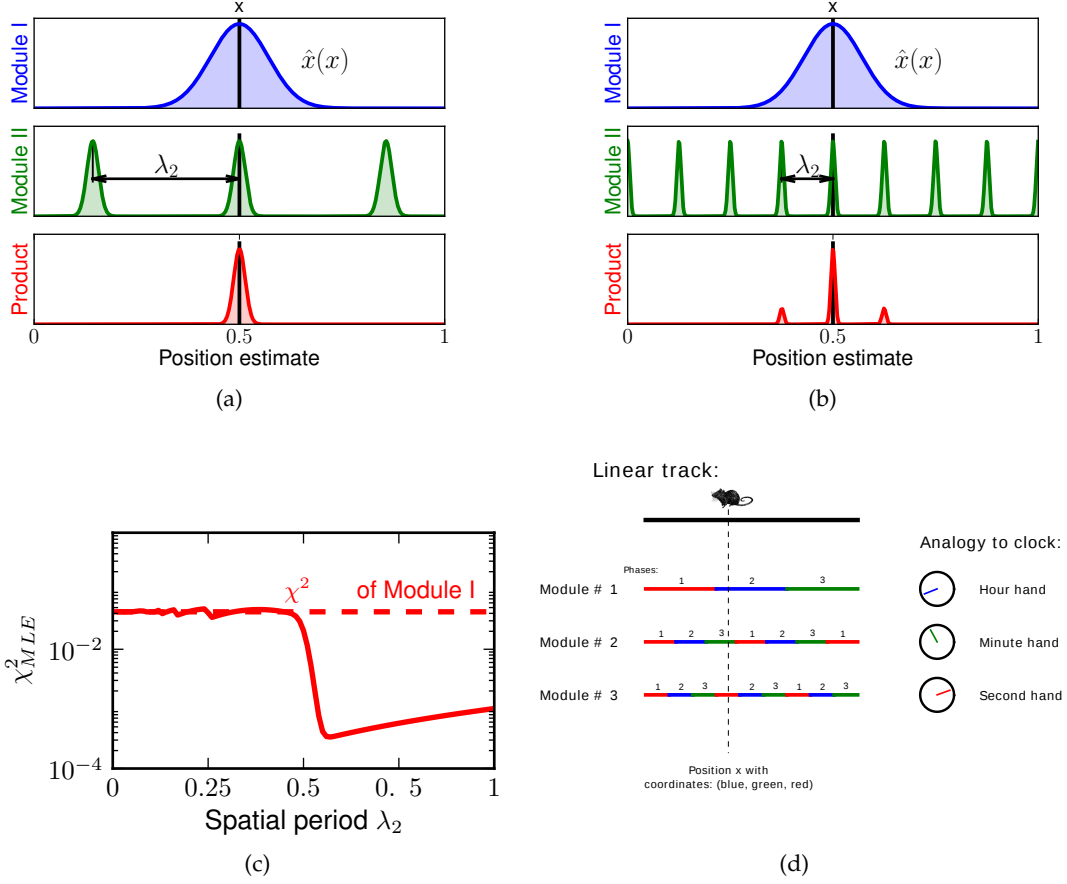 x
Module I
x̂(x)
Module II
λ₂
Product
0 0.5 1
Position estimate
(a)
x
Module I
x̂(x)
Module II
λ₂
Product
0 0.5 1
Position estimate
(b)
χ² of Module I
χ²_MLE
10⁻²
10⁻⁴
0 0.25 0.5 0. 5 1
Spatial period λ₂
(c)
Linear track:
Analogy to clock:
Phases:
Module # 1
1 2 3
Hour hand
Module # 2
1 2 3 1 2 3 1
Minute hand
Module # 3
1 2 3 2 3 1 2 3
Second hand
Position x with
coordinates: (blue, green, red)
(d)